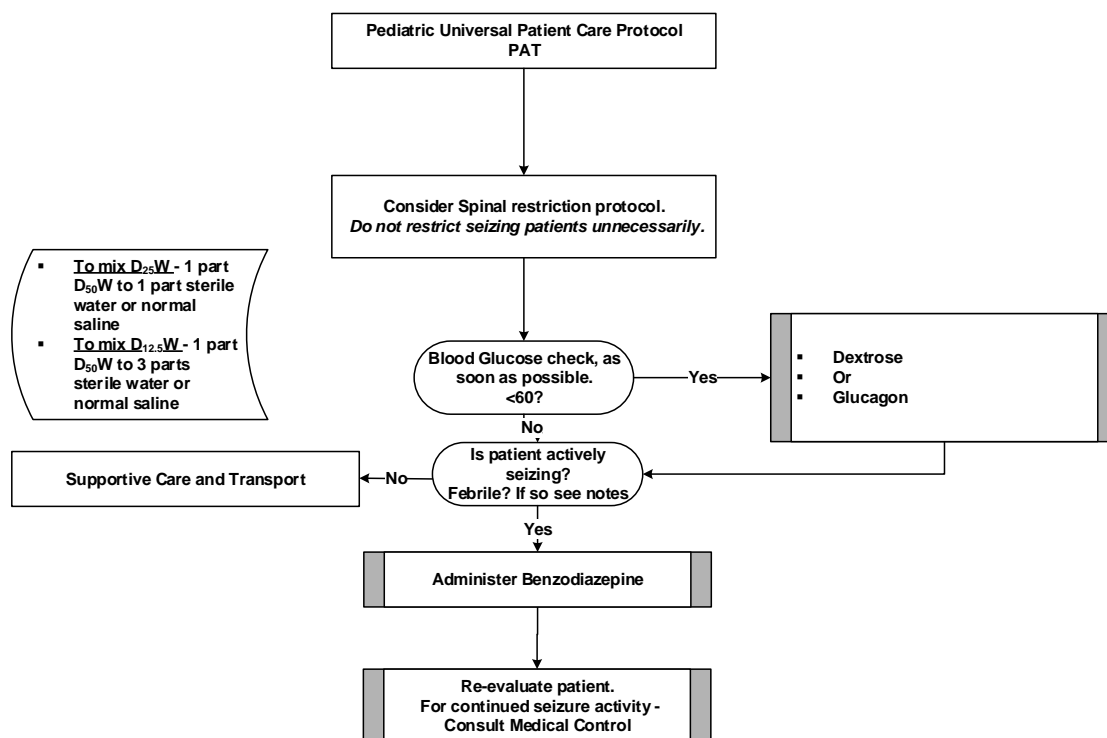 Pediatric Universal Patient Care Protocol
PAT
Consider Spinal restriction protocol.
Do not restrict seizing patients unnecessarily.
▪ To mix D₂₅W - 1 part
D₅₀W to 1 part sterile
water or normal
saline
▪ To mix D₁₂.₅W - 1 part
D₅₀W to 3 parts
sterile water or
normal saline
Blood Glucose check, as
soon as possible.
<60?
Yes
▪ Dextrose
▪ Or
▪ Glucagon
No
Is patient actively
seizing?
Febrile? If so see notes
No
Supportive Care and Transport
Yes
Administer Benzodiazepine
Re-evaluate patient.
For continued seizure activity -
Consult Medical Control